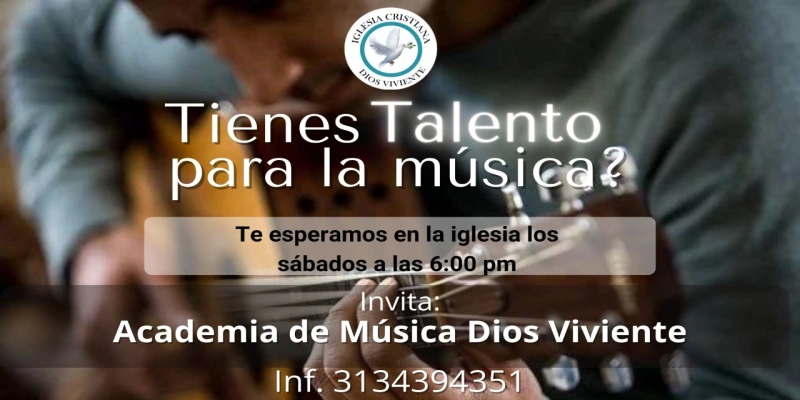 IGLESIA CRISTIANA
DIOS VIVIENTE
Tienes Talento
para la música?
Te esperamos en la iglesia los
sábados a las 6:00 pm
Invita:
Academia de Música Dios Viviente
Inf. 3134394351